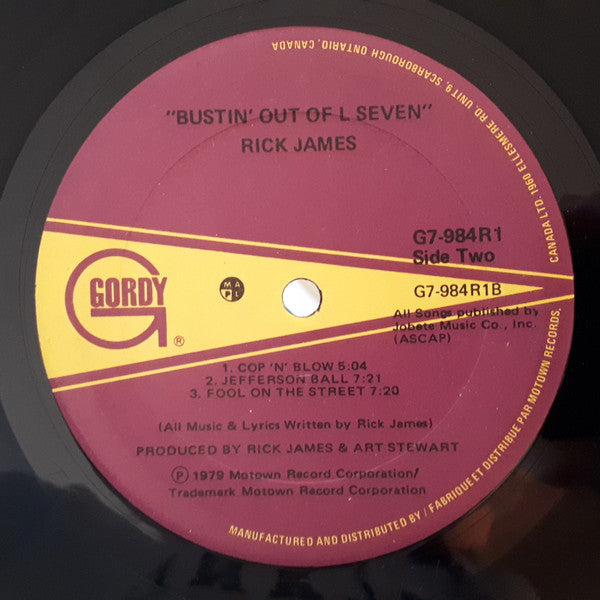 "BUSTIN' OUT OF L SEVEN"
RICK JAMES
G7-984R1
Side Two
GORDY
®
M A
P L
G7-984R1B
All Songs published by
Jobete Music Co., Inc.
(ASCAP)
1. COP 'N' BLOW 5:04
2. JEFFERSON BALL 7:21
3. FOOL ON THE STREET 7:20
(All Music & Lyrics Written by Rick James)
PRODUCED BY RICK JAMES & ART STEWART
℗ 1979 Motown Record Corporation/
Trademark Motown Record Corporation
MANUFACTURED AND DISTRIBUTED BY / FABRIQUE ET DISTRIBUE PAR MOTOWN RECORDS, CANADA LTD. 1960 ELLESMERE RD. UNIT 9, SCARBOROUGH ONTARIO, CANADA